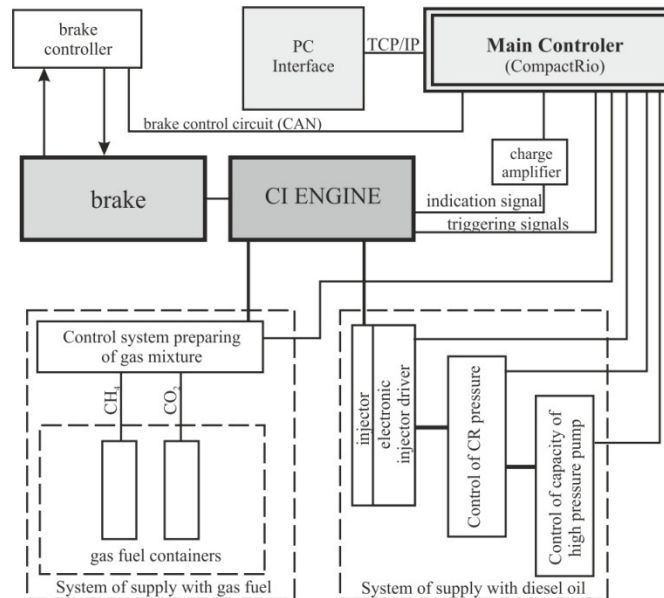 brake
controller
PC
Interface
TCP/IP
Main Controler
(CompactRio)
brake control circuit (CAN)
charge
amplifier
brake
CI ENGINE
indication signal
triggering signals
Control system preparing
of gas mixture
CH₄
CO₂
gas fuel containers
System of supply with gas fuel
injector
electronic
injector driver
Control of CR pressure
Control of capacity of
high pressure pump
System of supply with diesel oil